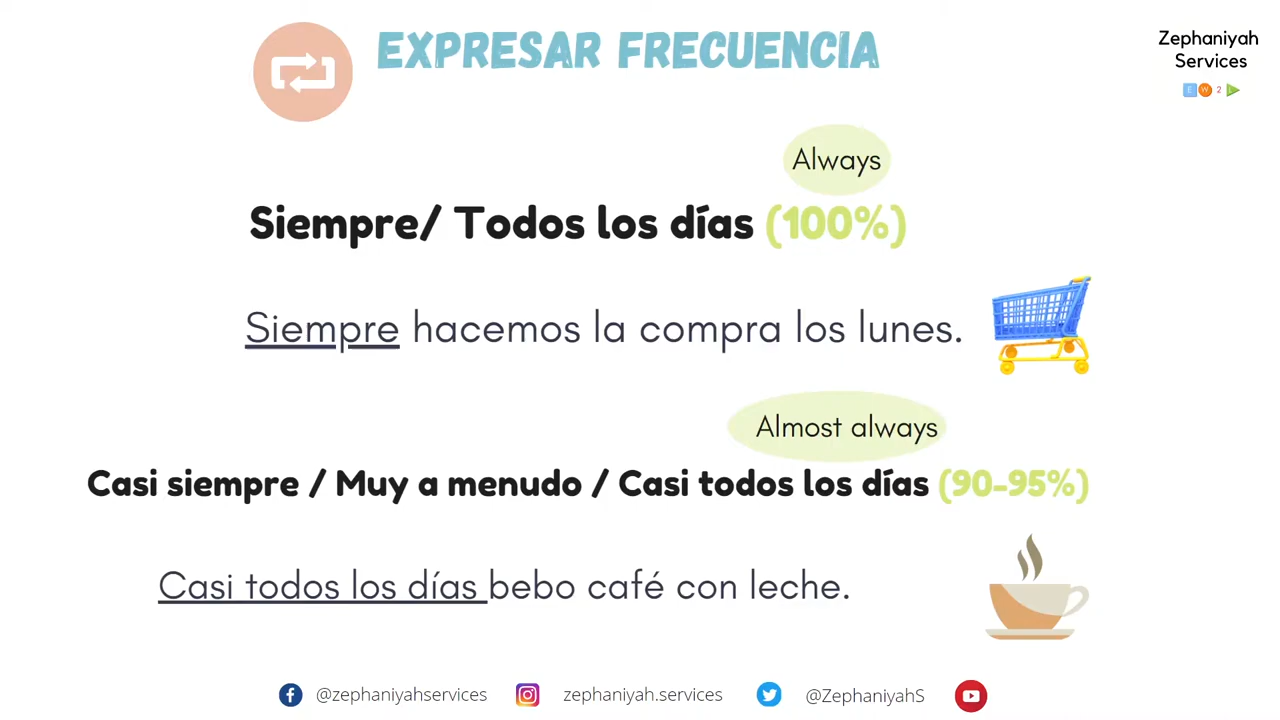 EXPRESAR FRECUENCIA
Zephaniyah
Services
E W 2
Always
Siempre/ Todos los días (100%)
Siempre hacemos la compra los lunes.
Almost always
Casi siempre / Muy a menudo / Casi todos los días (90-95%)
Casi todos los días bebo café con leche.
@zephaniyahservices zephaniyah.services @ZephaniyahS